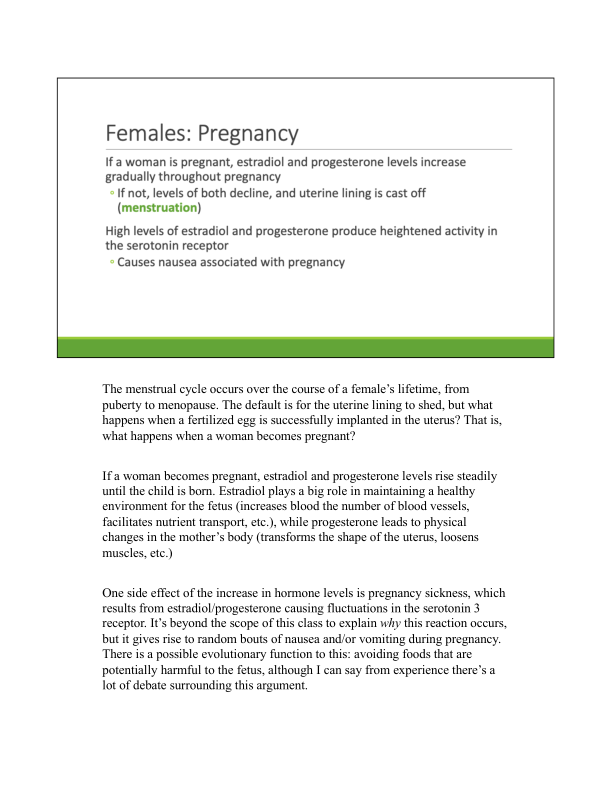 Females: Pregnancy
If a woman is pregnant, estradiol and progesterone levels increase
gradually throughout pregnancy
◦ If not, levels of both decline, and uterine lining is cast off
(menstruation)
High levels of estradiol and progesterone produce heightened activity in
the serotonin receptor
◦ Causes nausea associated with pregnancy
The menstrual cycle occurs over the course of a female’s lifetime, from
puberty to menopause. The default is for the uterine lining to shed, but what
happens when a fertilized egg is successfully implanted in the uterus? That is,
what happens when a woman becomes pregnant?
If a woman becomes pregnant, estradiol and progesterone levels rise steadily
until the child is born. Estradiol plays a big role in maintaining a healthy
environment for the fetus (increases blood the number of blood vessels,
facilitates nutrient transport, etc.), while progesterone leads to physical
changes in the mother’s body (transforms the shape of the uterus, loosens
muscles, etc.)
One side effect of the increase in hormone levels is pregnancy sickness, which
results from estradiol/progesterone causing fluctuations in the serotonin 3
receptor. It’s beyond the scope of this class to explain why this reaction occurs,
but it gives rise to random bouts of nausea and/or vomiting during pregnancy.
There is a possible evolutionary function to this: avoiding foods that are
potentially harmful to the fetus, although I can say from experience there’s a
lot of debate surrounding this argument.